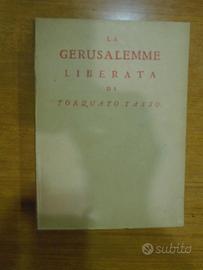 LA
GERUSALEMME
LIBERATA
DI
TORQUATO TASSO.
subito